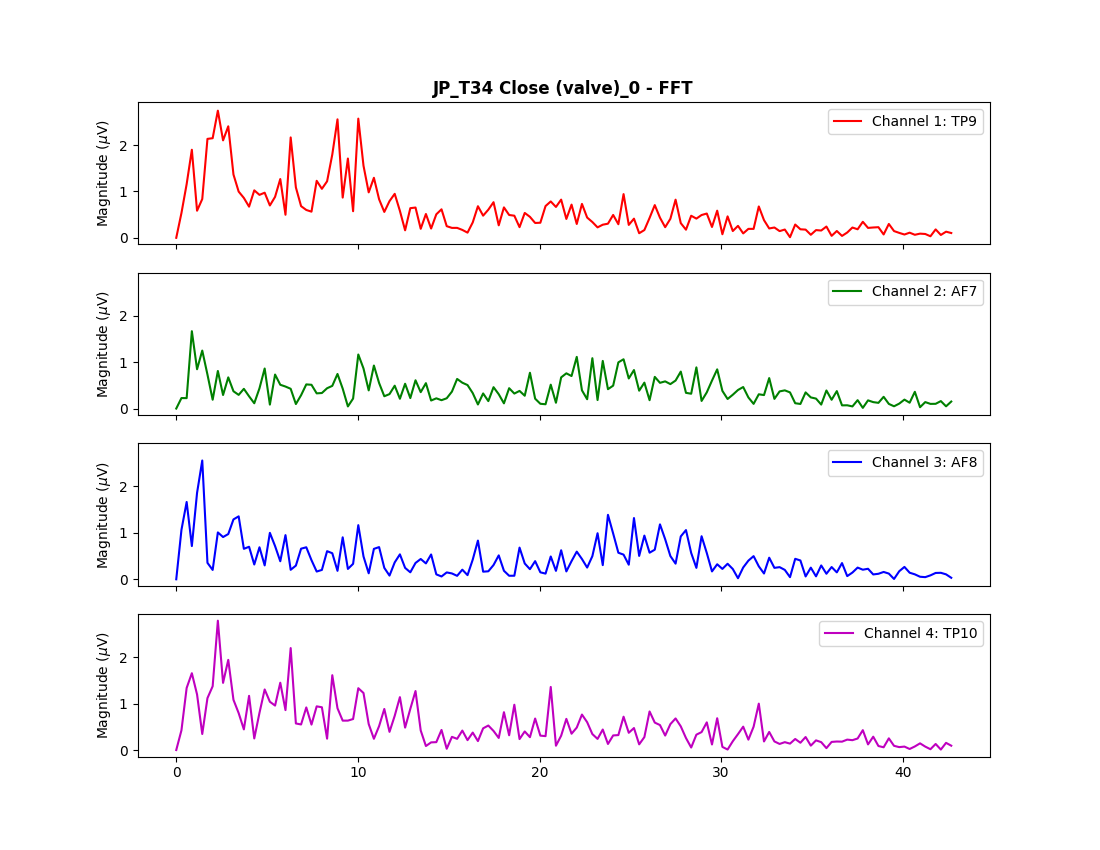 JP_T34 Close (valve)_0 - FFT
Magnitude (μV)
2
1
0
Channel 1: TP9
Magnitude (μV)
2
1
0
Channel 2: AF7
Magnitude (μV)
2
1
0
Channel 3: AF8
Magnitude (μV)
2
1
0
Channel 4: TP10
0 10 20 30 40